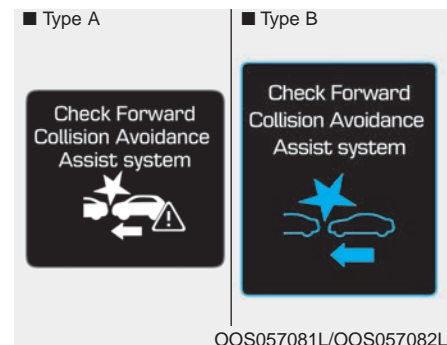 ■ Type A
■ Type B
Check Forward
Collision Avoidance
Assist system
Check Forward
Collision Avoidance
Assist system
OOS057081L/OOS057082L